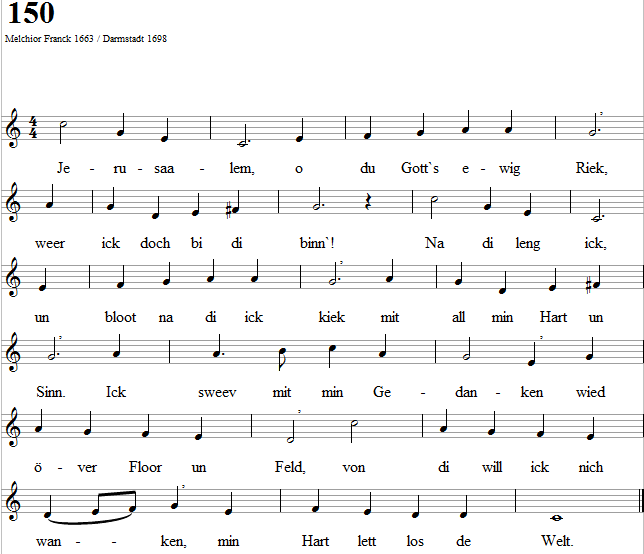 150
Melchior Franck 1663 / Darmstadt 1698
Je - ru - saa - lem, o du Gott`s e - wig Riek,
weer ick doch bi di binn`! Na di leng ick,
un bloot na di ick kiek mit all min Hart un
Sinn. Ick sweev mit min Ge - dan - ken wied
ö - ver Floor un Feld, von di will ick nich
wan - - ken, min Hart lett los de Welt.